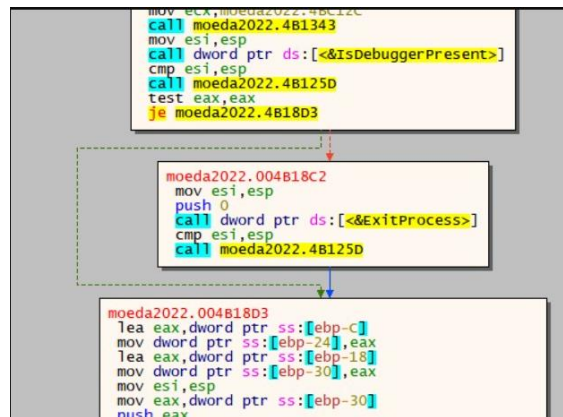 mov ecx,moeda2022.4BC12C
call moeda2022.4B1343
mov esi,esp
call dword ptr ds:[<&IsDebuggerPresent>]
cmp esi,esp
call moeda2022.4B125D
test eax,eax
je moeda2022.4B18D3
moeda2022.004B18C2
mov esi,esp
push 0
call dword ptr ds:[<&ExitProcess>]
cmp esi,esp
call moeda2022.4B125D
moeda2022.004B18D3
lea eax,dword ptr ss:[ebp-C]
mov dword ptr ss:[ebp-24],eax
lea eax,dword ptr ss:[ebp-18]
mov dword ptr ss:[ebp-30],eax
mov esi,esp
mov eax,dword ptr ss:[ebp-30]
push eax